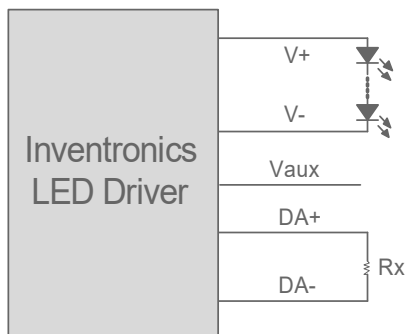 Inventronics
LED Driver
V+
V-
Vaux
DA+
Rx
DA-